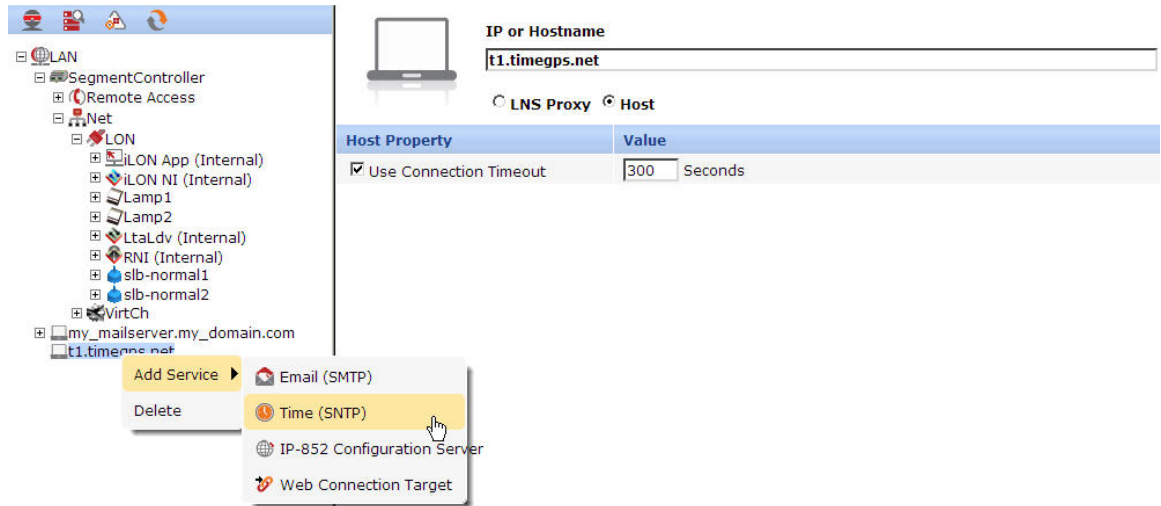 LAN
SegmentController
Remote Access
Net
LON
iLON App (Internal)
iLON NI (Internal)
Lamp1
Lamp2
LtaLdv (Internal)
RNI (Internal)
slb-normal1
slb-normal2
VirtCh
my_mailserver.my_domain.com
t1.timegps.net
Add Service
Delete
Email (SMTP)
Time (SNTP)
IP-852 Configuration Server
Web Connection Target
IP or Hostname
t1.timegps.net
LNS Proxy Host
Host Property Value
Use Connection Timeout 300 Seconds